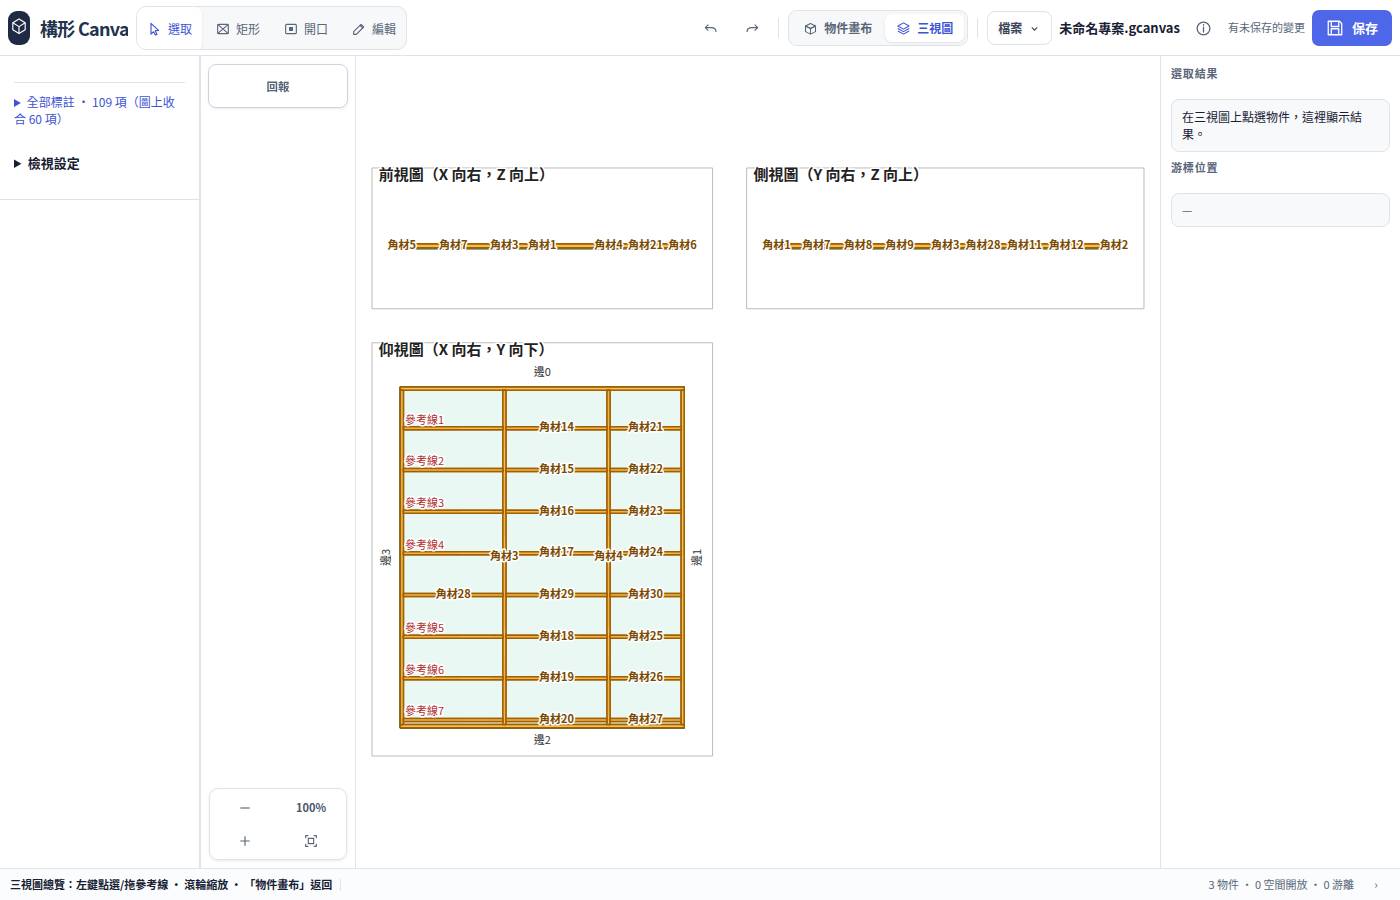 構形 Canva
選取
矩形
開口
編輯
物件畫布
三視圖
檔案
未命名專案.gcanvas
有未保存的變更
保存
▶ 全部標註 · 109 項（圖上收
合 60 項）
▶ 檢視設定
回報
100%
前視圖（X 向右，Z 向上）
角材5 角材7 角材3 角材1 角材4 角材21 角材6
側視圖（Y 向右，Z 向上）
角材1 角材7 角材8 角材9 角材3 角材28 角材11 角材12 角材2
仰視圖（X 向右，Y 向下）
邊0
參考線1 角材14 角材21
參考線2 角材15 角材22
參考線3 角材16 角材23
參考線4 角材17 角材24
邊3 角材3 角材4 邊1
角材28 角材29 角材30
參考線5 角材18 角材25
參考線6 角材19 角材26
參考線7 角材20 角材27
邊2
選取結果
在三視圖上點選物件，這裡顯示結
果。
游標位置
—
三視圖總覽：左鍵點選/拖參考線 · 滾輪縮放 · 「物件畫布」返回
3 物件 · 0 空間開放 · 0 游離